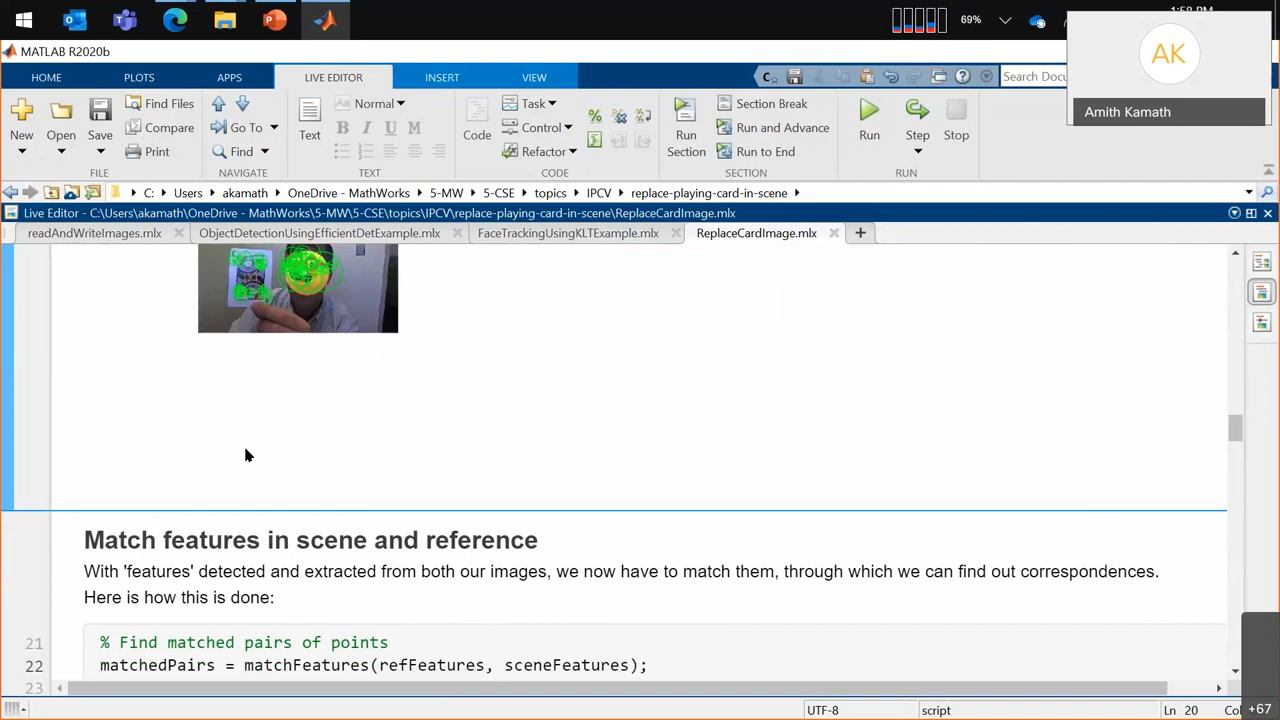 69%
1:58 PM
AK
Amith Kamath
MATLAB R2020b
HOME PLOTS APPS LIVE EDITOR INSERT VIEW
Search Docu
New Open Save
Find Files
Compare
Print
FILE
Go To
Find
NAVIGATE
Text
Aa Normal
B I U M
TEXT
Code
Task
Control
Refactor
CODE
Run Section
Section Break
Run and Advance
Run to End
SECTION
Run Step Stop
RUN
C: Users akamath OneDrive - MathWorks 5-MW 5-CSE topics IPCV replace-playing-card-in-scene
Live Editor - C:\Users\akamath\OneDrive - MathWorks\5-MW\5-CSE\topics\IPCV\replace-playing-card-in-scene\ReplaceCardImage.mlx
readAndWriteImages.mlx ObjectDetectionUsingEfficientDetExample.mlx FaceTrackingUsingKLTExample.mlx ReplaceCardImage.mlx
Match features in scene and reference
With 'features' detected and extracted from both our images, we now have to match them, through which we can find out correspondences.
Here is how this is done:
21 % Find matched pairs of points
22 matchedPairs = matchFeatures(refFeatures, sceneFeatures);
23
UTF-8 script Ln 20 Co
+67